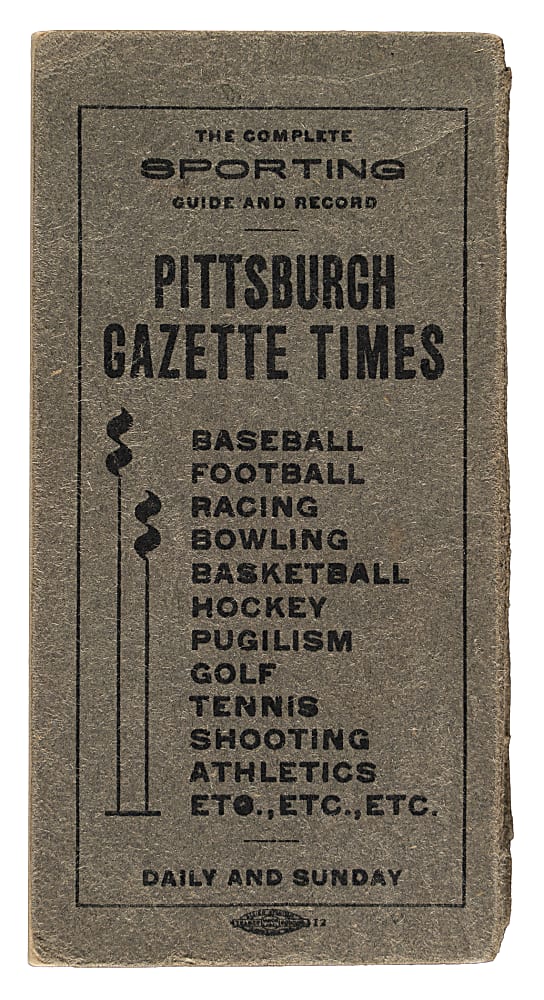 THE COMPLETE
SPORTING
GUIDE AND RECORD
PITTSBURGH
GAZETTE TIMES
BASEBALL
FOOTBALL
RACING
BOWLING
BASKETBALL
HOCKEY
PUGILISM
GOLF
TENNIS
SHOOTING
ATHLETICS
ETC., ETC., ETC.
DAILY AND SUNDAY
12